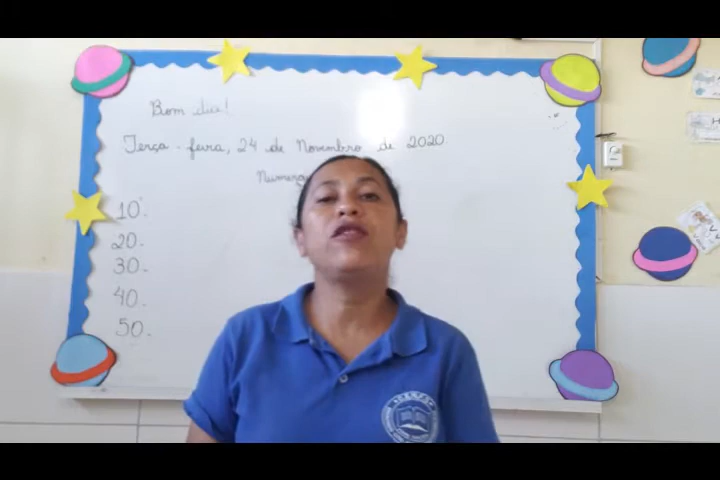 Bom dia!
Terça-feira, 24 de Novembro de 2020
10.
20.
30.
40.
50.